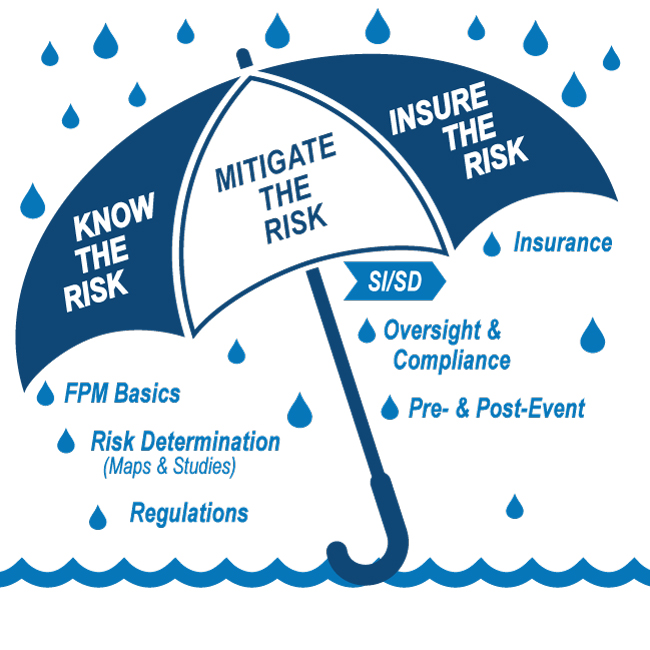 KNOW
THE
RISK
MITIGATE
THE
RISK
INSURE
THE
RISK
Insurance
SI/SD
Oversight &
Compliance
Pre- & Post-Event
FPM Basics
Risk Determination
(Maps & Studies)
Regulations